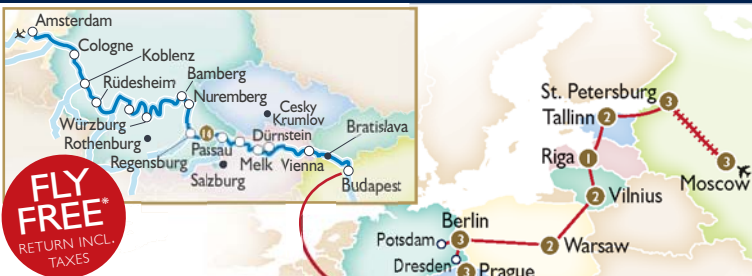 Amsterdam
Cologne
Koblenz
Rüdesheim
Bamberg
Nuremberg
Würzburg
Rothenburg
Regensburg
14
Passau
Cesky
Krumlov
Dürnstein
Bratislava
Melk
Vienna
Salzburg
Budapest
FLY
FREE*
RETURN INCL.
TAXES
St. Petersburg
3
Tallinn
2
Riga
1
3
Moscow
2
Vilnius
Berlin
Potsdam
3
2
Warsaw
Dresden
3
Prague